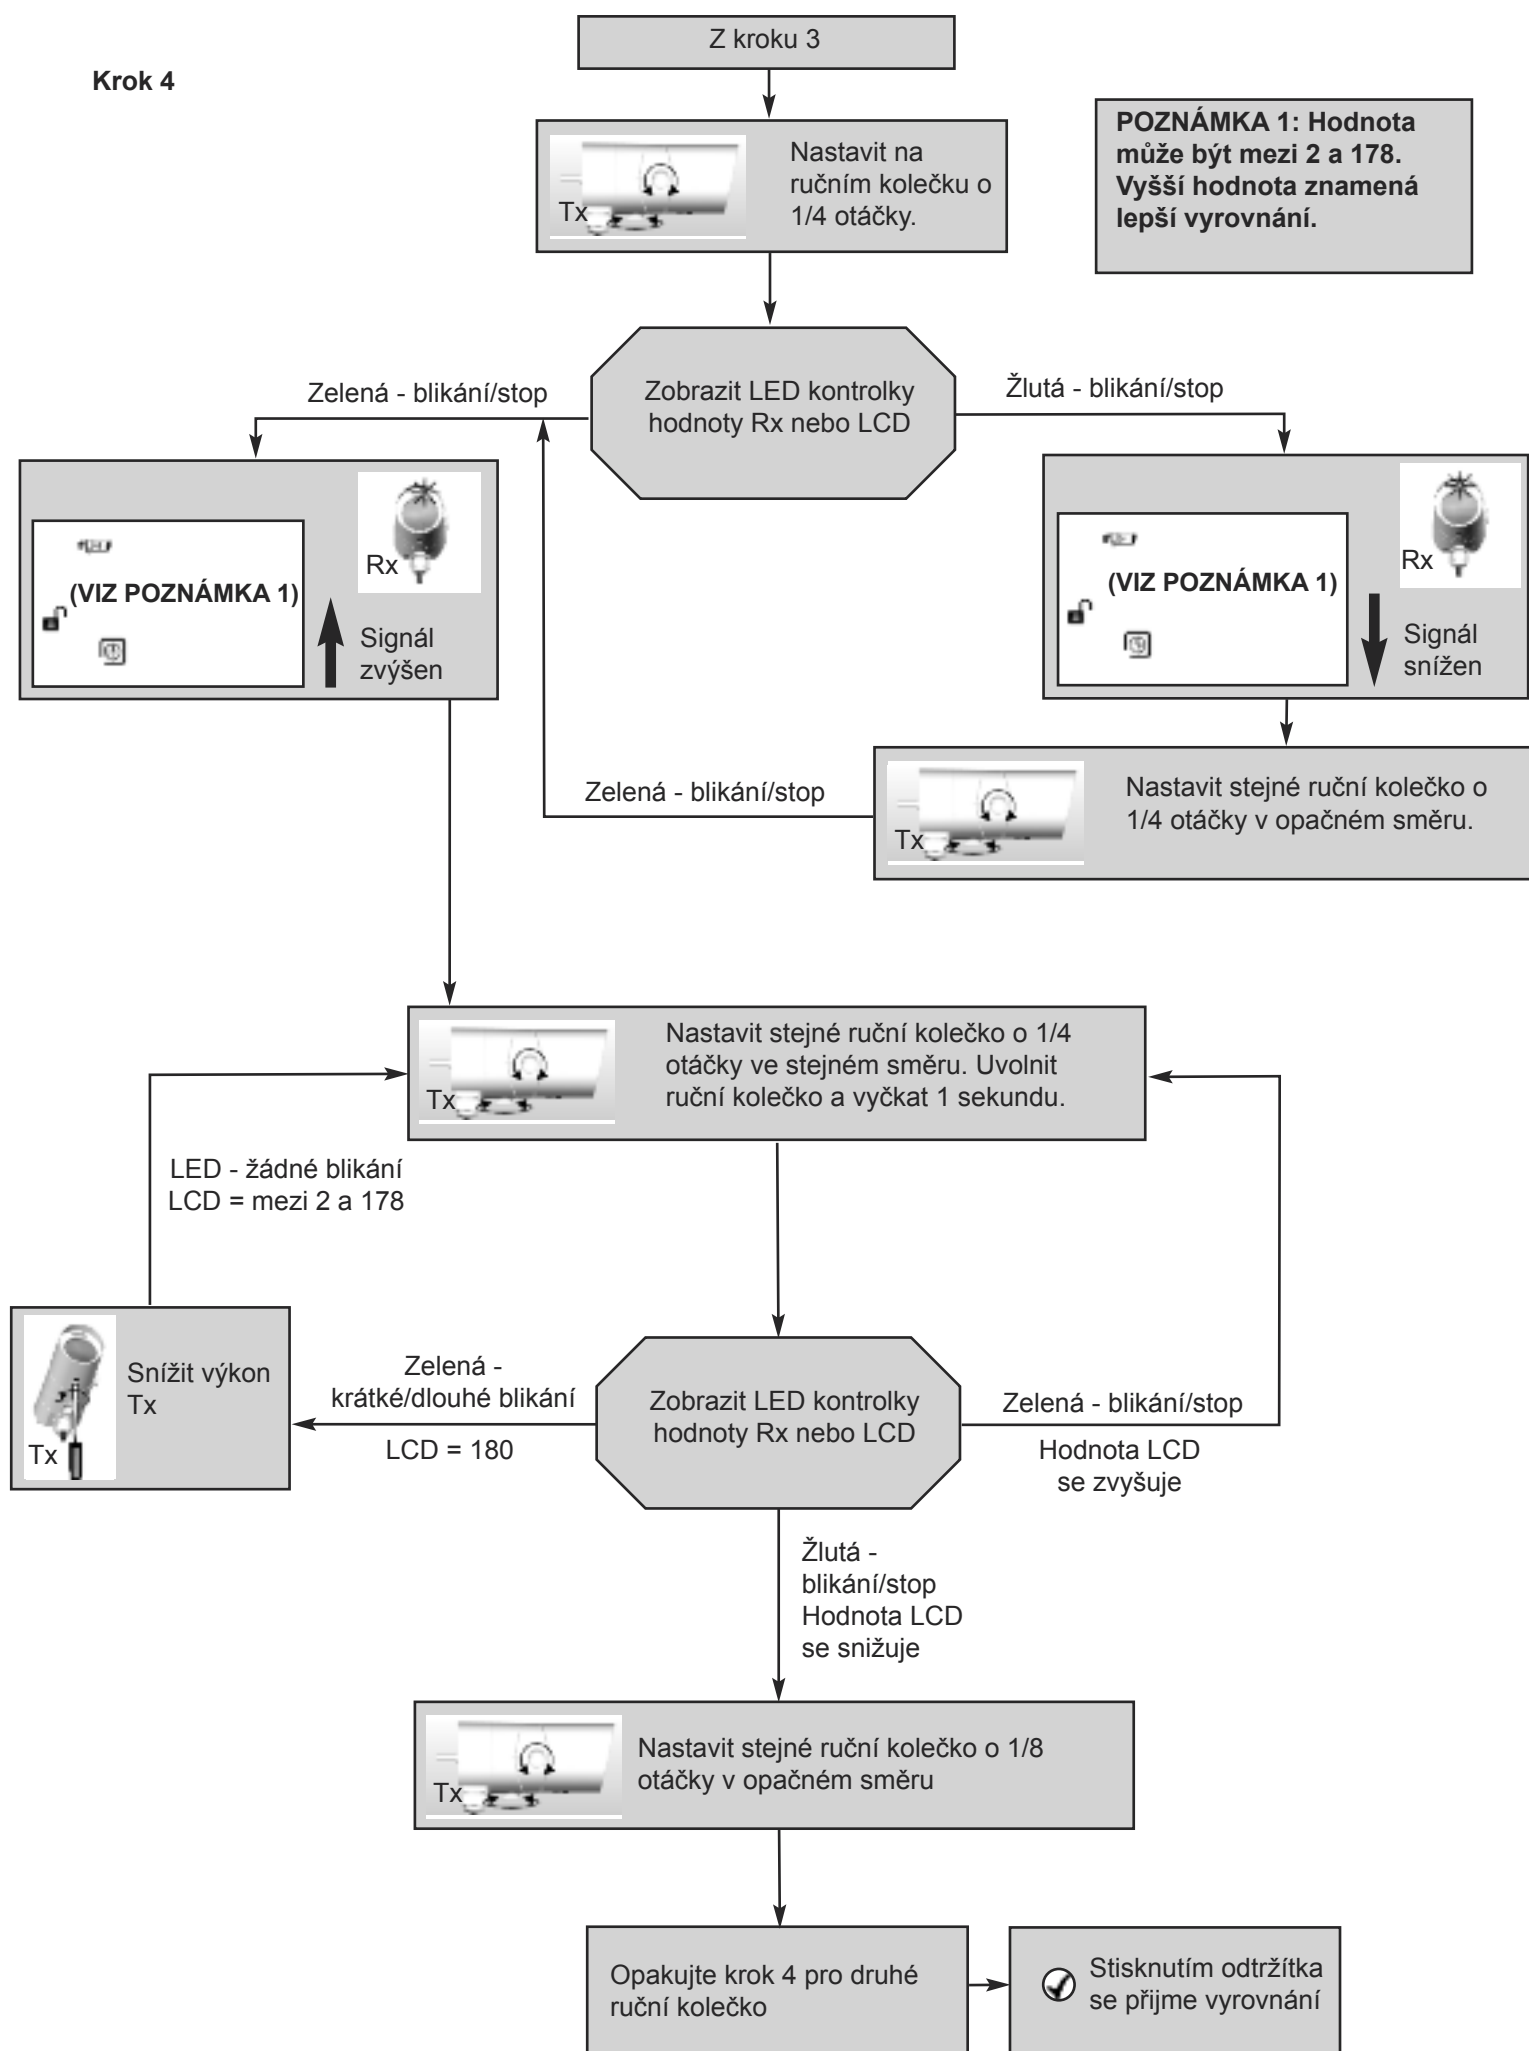 Z kroku 3
Krok 4
POZNÁMKA 1: Hodnota
může být mezi 2 a 178.
Vyšší hodnota znamená
lepší vyrovnání.
Tx
Nastavit na
ručním kolečku o
1/4 otáčky.
Zobrazit LED kontrolky
hodnoty Rx nebo LCD
Zelená - blikání/stop
Žlutá - blikání/stop
Rx
(VIZ POZNÁMKA 1)
Signál
zvýšen
Rx
(VIZ POZNÁMKA 1)
Signál
snížen
Zelená - blikání/stop
Tx
Nastavit stejné ruční kolečko o
1/4 otáčky v opačném směru.
Tx
Nastavit stejné ruční kolečko o 1/4
otáčky ve stejném směru. Uvolnit
ruční kolečko a vyčkat 1 sekundu.
LED - žádné blikání
LCD = mezi 2 a 178
Tx
Snížit výkon
Tx
Zelená -
krátké/dlouhé blikání
LCD = 180
Zobrazit LED kontrolky
hodnoty Rx nebo LCD
Zelená - blikání/stop
Hodnota LCD
se zvyšuje
Žlutá -
blikání/stop
Hodnota LCD
se snižuje
Tx
Nastavit stejné ruční kolečko o 1/8
otáčky v opačném směru
Opakujte krok 4 pro druhé
ruční kolečko
Stisknutím odtržítka
se přijme vyrovnání